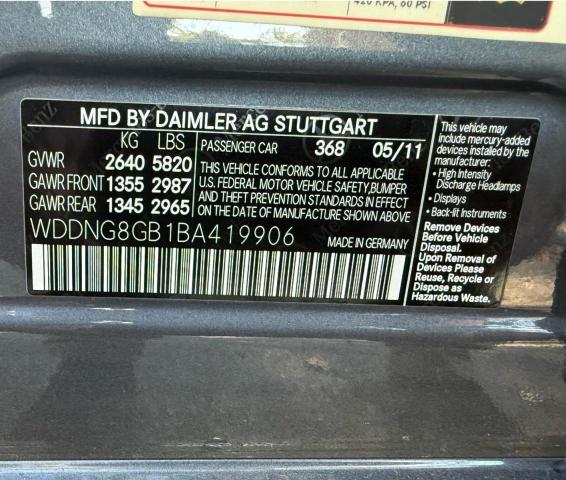 420 KPA, 60 PSI
MFD BY DAIMLER AG STUTTGART
KG LBS
GVWR 2640 5820
GAWR FRONT 1355 2987
GAWR REAR 1345 2965
PASSENGER CAR 368 05/11
THIS VEHICLE CONFORMS TO ALL APPLICABLE
U.S. FEDERAL MOTOR VEHICLE SAFETY,BUMPER
AND THEFT PREVENTION STANDARDS IN EFFECT
ON THE DATE OF MANUFACTURE SHOWN ABOVE
WDDNG8GB1BA419906
MADE IN GERMANY
This vehicle may
include mercury-added
devices installed by the
manufacturer:
• High Intensity
Discharge Headlamps
• Displays
• Back-lit Instruments
Remove Devices
Before Vehicle
Disposal.
Upon Removal of
Devices Please
Reuse, Recycle or
Dispose as
Hazardous Waste.